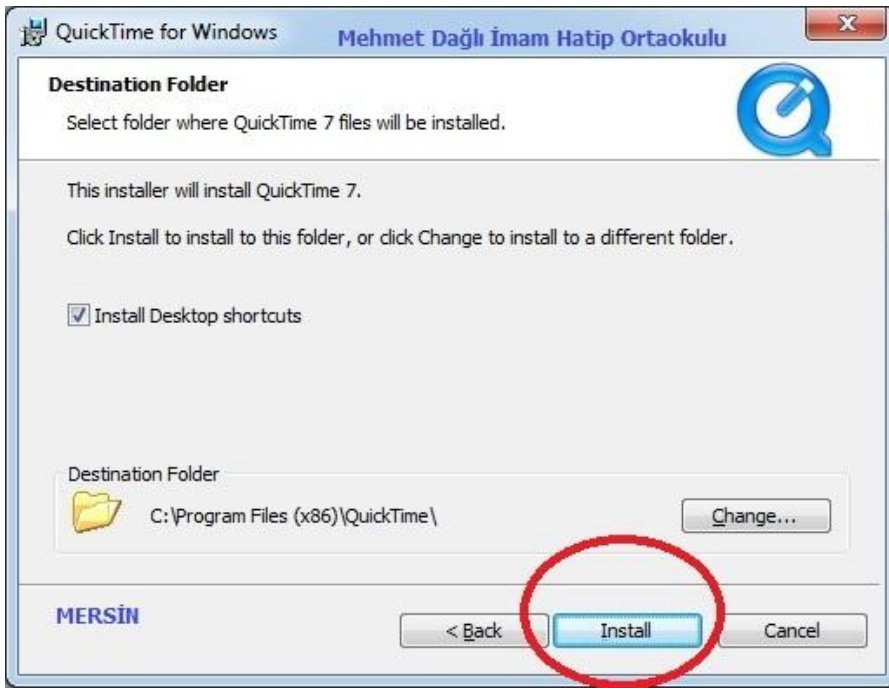 QuickTime for Windows
Mehmet Dağlı İmam Hatip Ortaokulu
Destination Folder
Select folder where QuickTime 7 files will be installed.
This installer will install QuickTime 7.
Click Install to install to this folder, or click Change to install to a different folder.
Install Desktop shortcuts
Destination Folder
C:\Program Files (x86)\QuickTime\
Change...
MERSİN
< Back
Install
Cancel